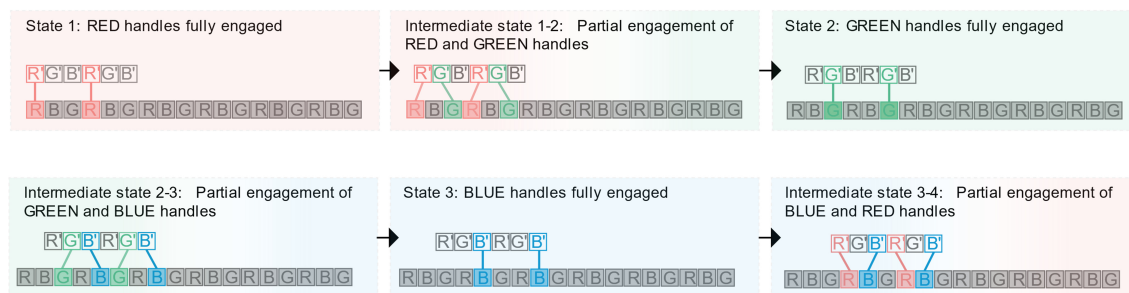 State 1: RED handles fully engaged
R'G'B'R'G'B'
RBGRBGRBGRBGRBGRBG
Intermediate state 1-2: Partial engagement of
RED and GREEN handles
R'G'B'R'G'B'
RBGRBGRBGRBGRBGRBG
State 2: GREEN handles fully engaged
R'G'B'R'G'B'
RBGRBGRBGRBGRBGRBG
Intermediate state 2-3: Partial engagement of
GREEN and BLUE handles
R'G'B'R'G'B'
RBGRBGRBGRBGRBGRBG
State 3: BLUE handles fully engaged
R'G'B'R'G'B'
RBGRBGRBGRBGRBGRBG
Intermediate state 3-4: Partial engagement of
BLUE and RED handles
R'G'B'R'G'B'
RBGRBGRBGRBGRBGRBG